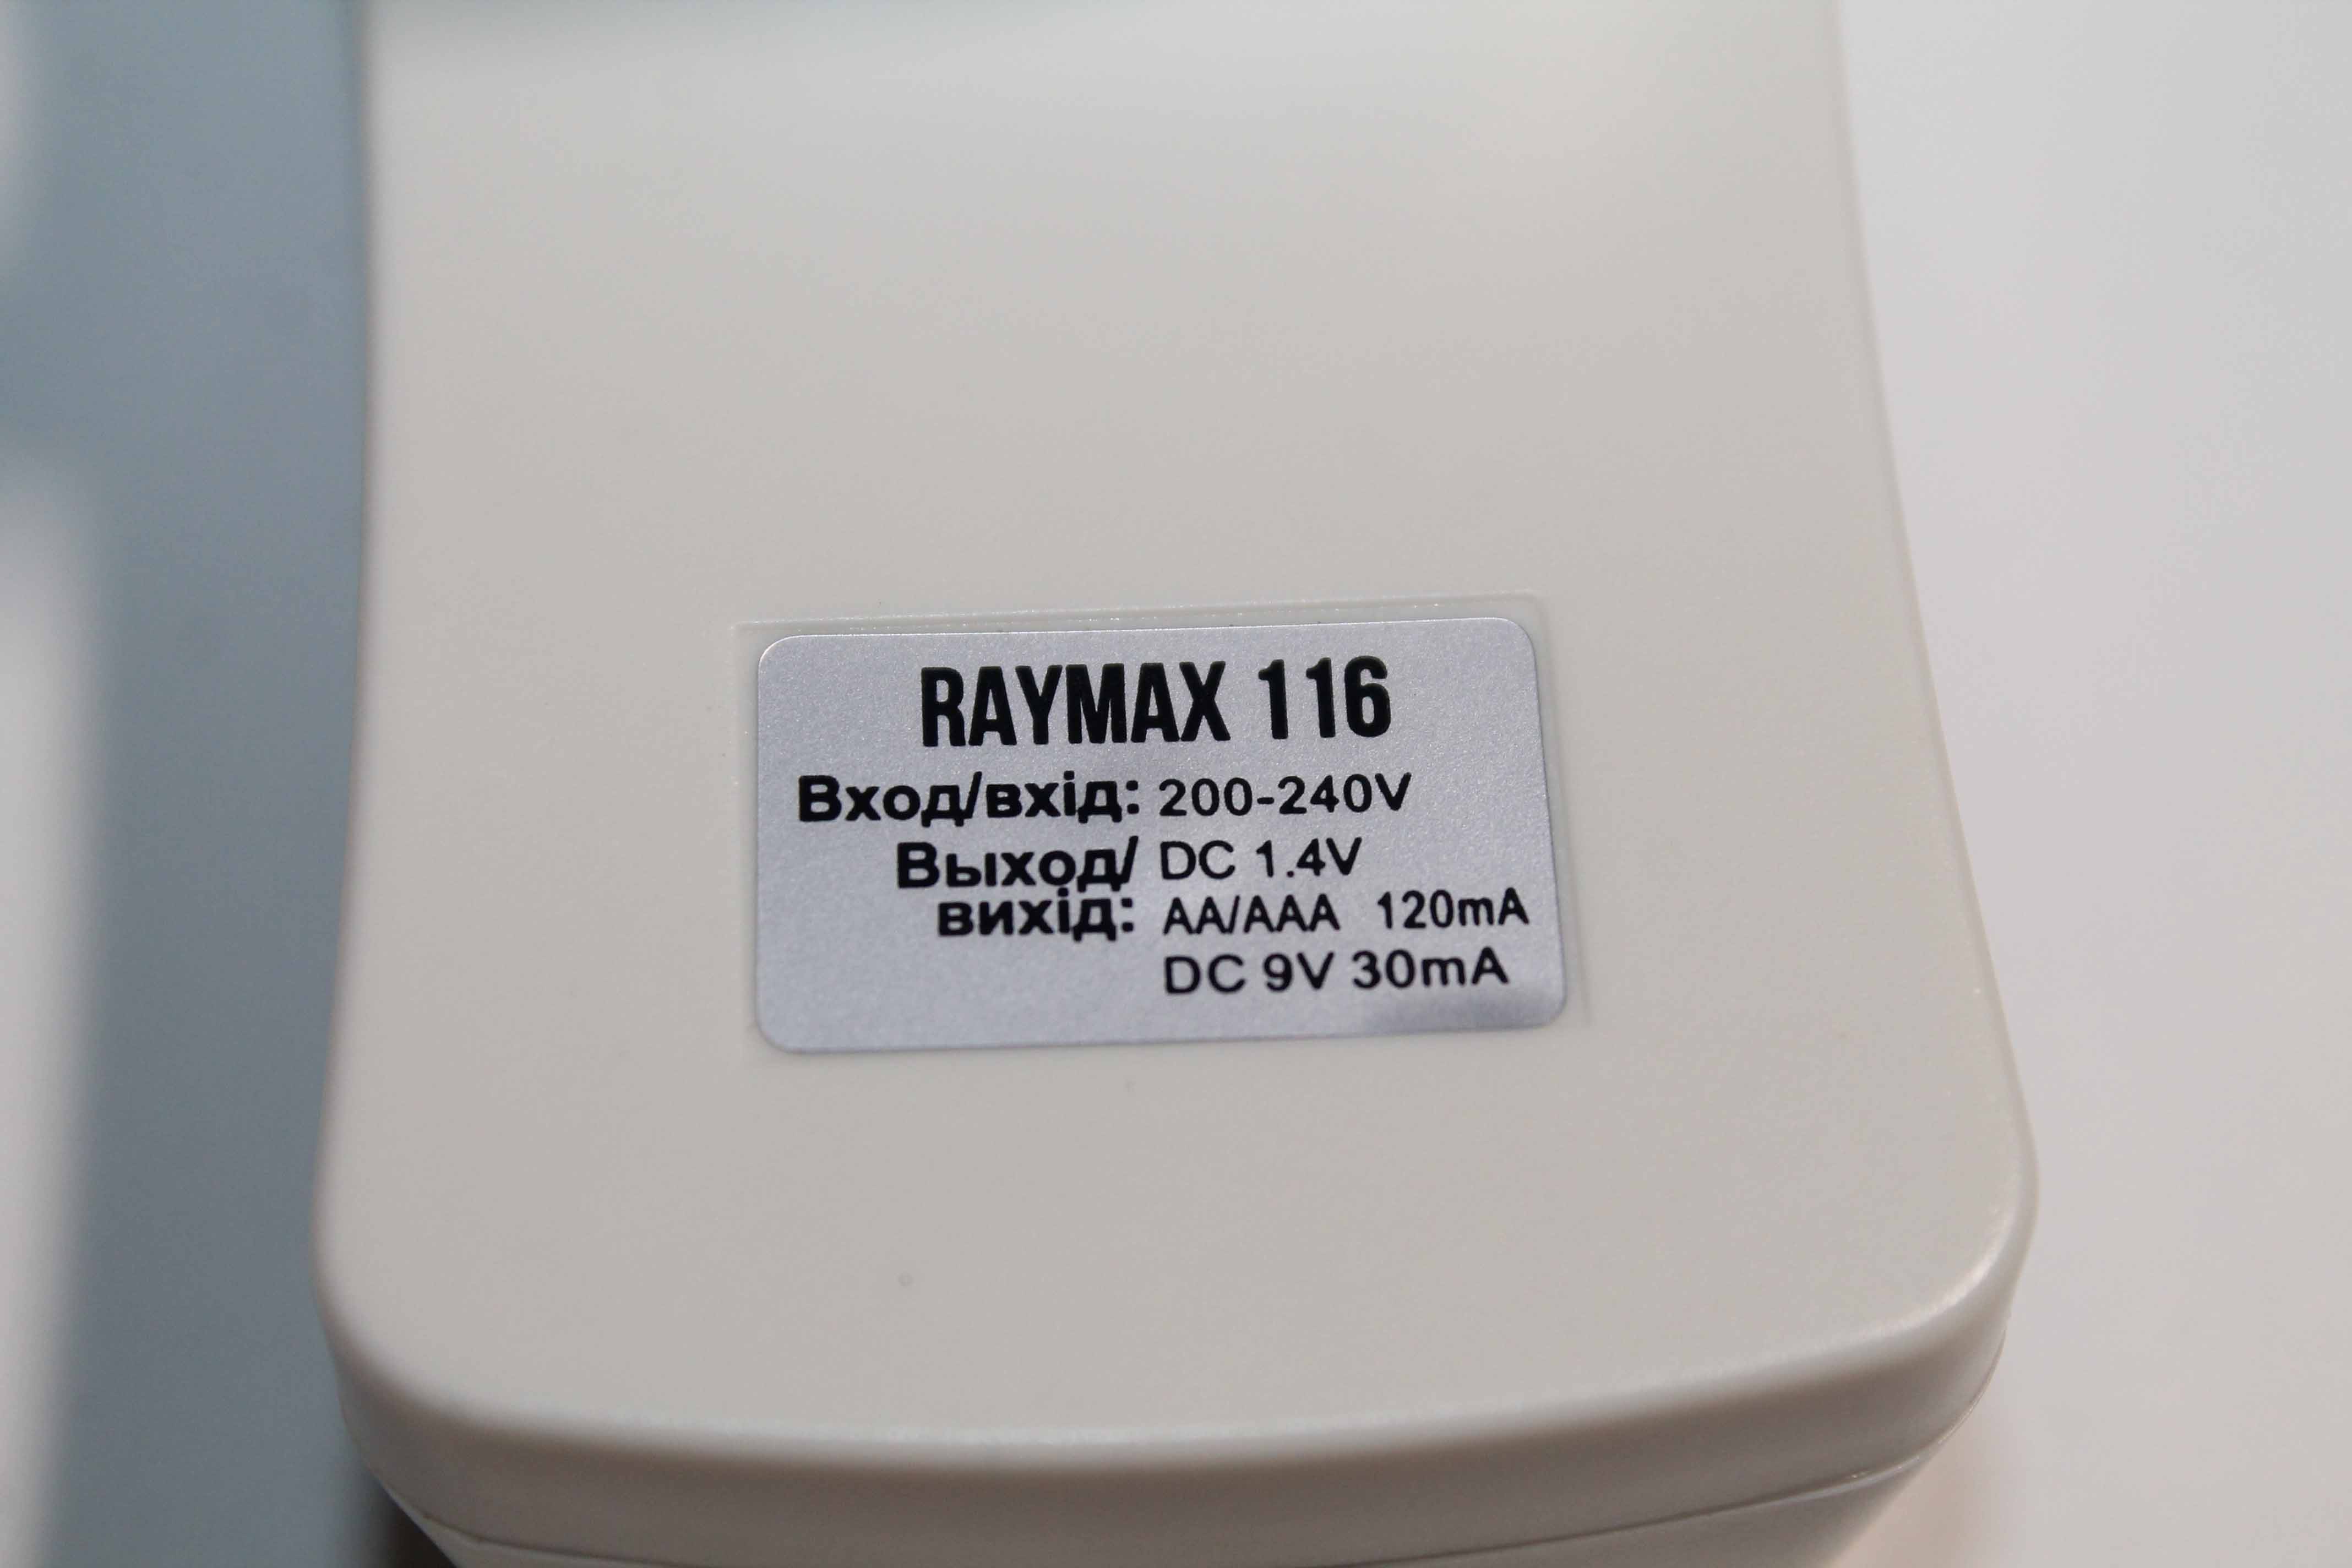 RAYMAX 116
Вход/вхід: 200-240V
Выход/ DC 1.4V
вихід: AA/AAA 120mA
DC 9V 30mA